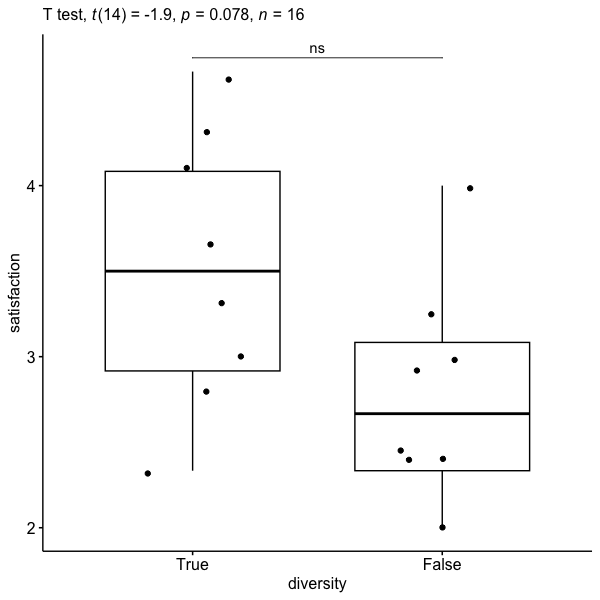 T test, t(14) = -1.9, p = 0.078, n = 16
ns
4
3
2
satisfaction
True False
diversity